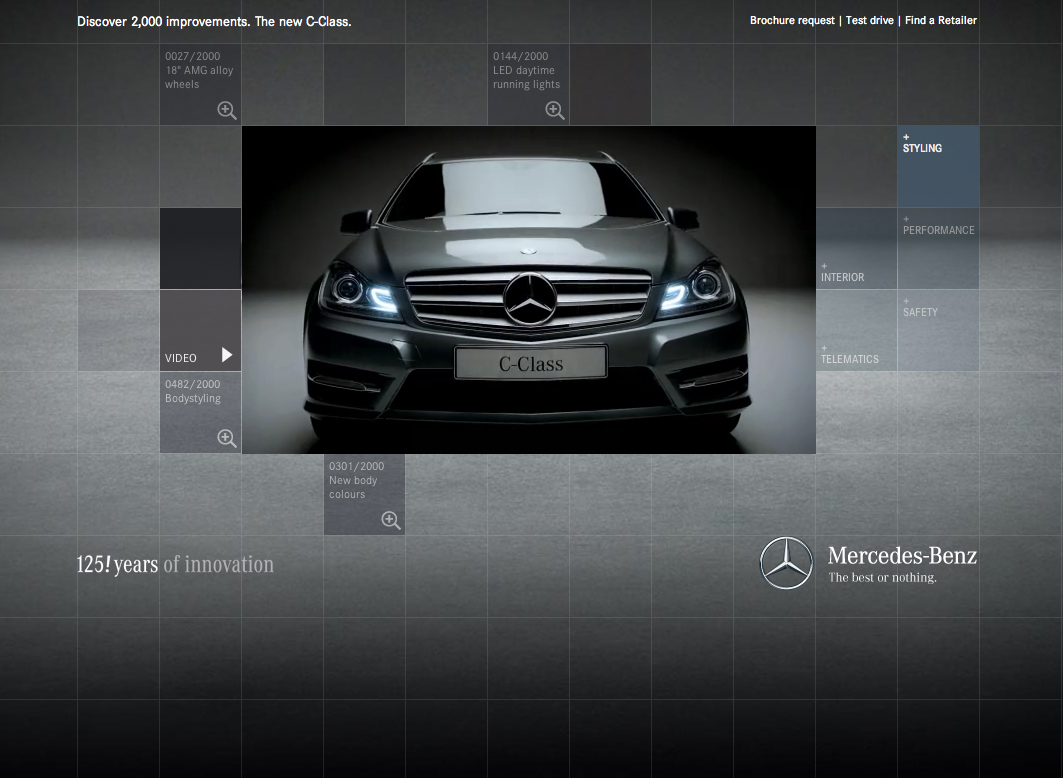 Discover 2,000 improvements. The new C-Class.
Brochure request | Test drive | Find a Retailer
0027/2000
18" AMG alloy
wheels
0144/2000
LED daytime
running lights
+
STYLING
+
PERFORMANCE
+
INTERIOR
+
SAFETY
+
TELEMATICS
VIDEO
C-Class
0482/2000
Bodystyling
0301/2000
New body
colours
125! years of innovation
Mercedes-Benz
The best or nothing.